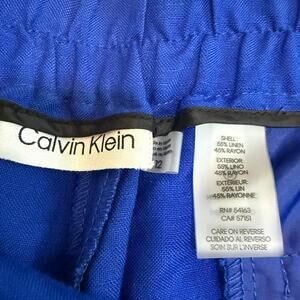 Calvin Klein
12
SHELL:
55% LINEN
45% RAYON
EXTERIOR:
55% LINO
45% RAYON
EXTÉRIEUR:
55% LIN
45% RAYONNE
RN# 54163
CA# 57151
CARE ON REVERSE
CUIDADO AL REVERSO
SOIN SUR L'INVERSE